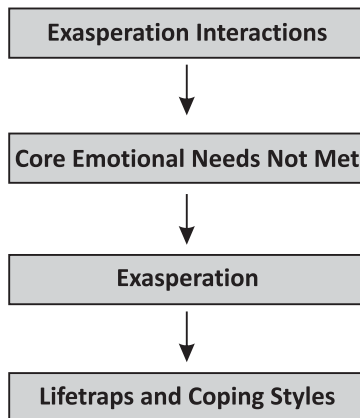 Exasperation Interactions
Core Emotional Needs Not Met
Exasperation
Lifetraps and Coping Styles